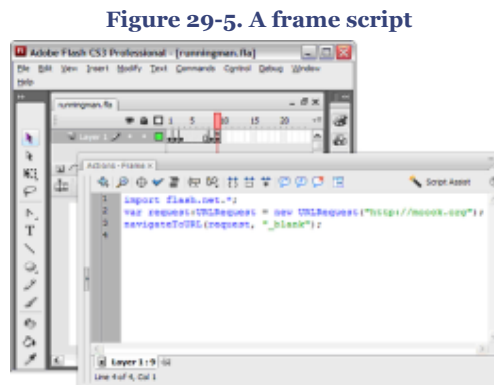 Figure 29-5. A frame script
Adobe Flash CS3 Professional - [runningman.fla]
File Edit View Insert Modify Text Commands Control Debug Window
Help
runningman.fla
1 5 10 15 20
Layer 1
Actions - Frame ×
Script Assist
1 import flash.net.*;
2 var request:URLRequest = new URLRequest("http://moock.org");
3 navigateToURL(request, "_blank");
4
Layer 1:9
Line 4 of 4, Col 1